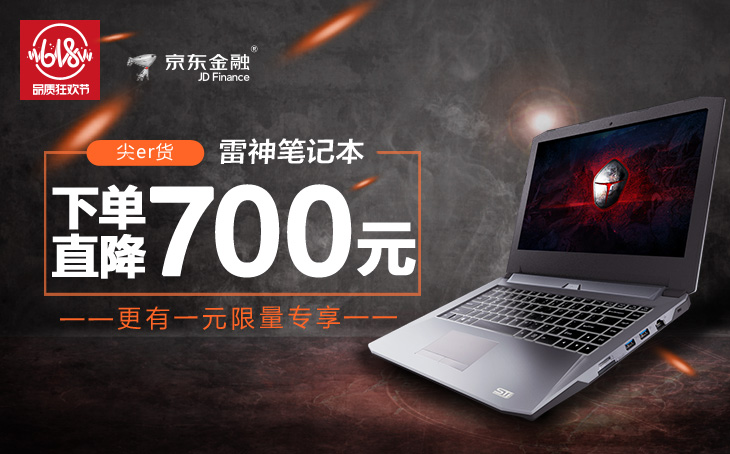 618
品质狂欢节
京东金融®
JD Finance
尖er货 雷神笔记本
下单
直降700元
——更有一元限量专享——